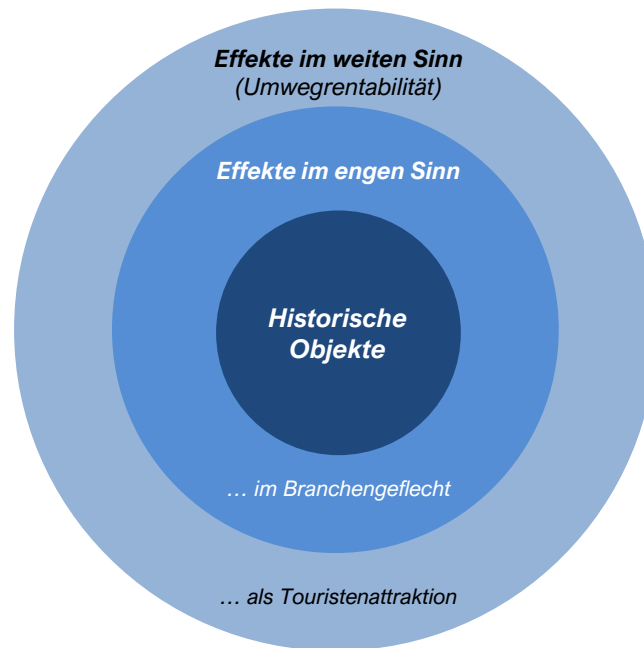 Effekte im weiten Sinn
(Umwegrentabilität)
Effekte im engen Sinn
Historische
Objekte
… im Branchengeflecht
… als Touristenattraktion